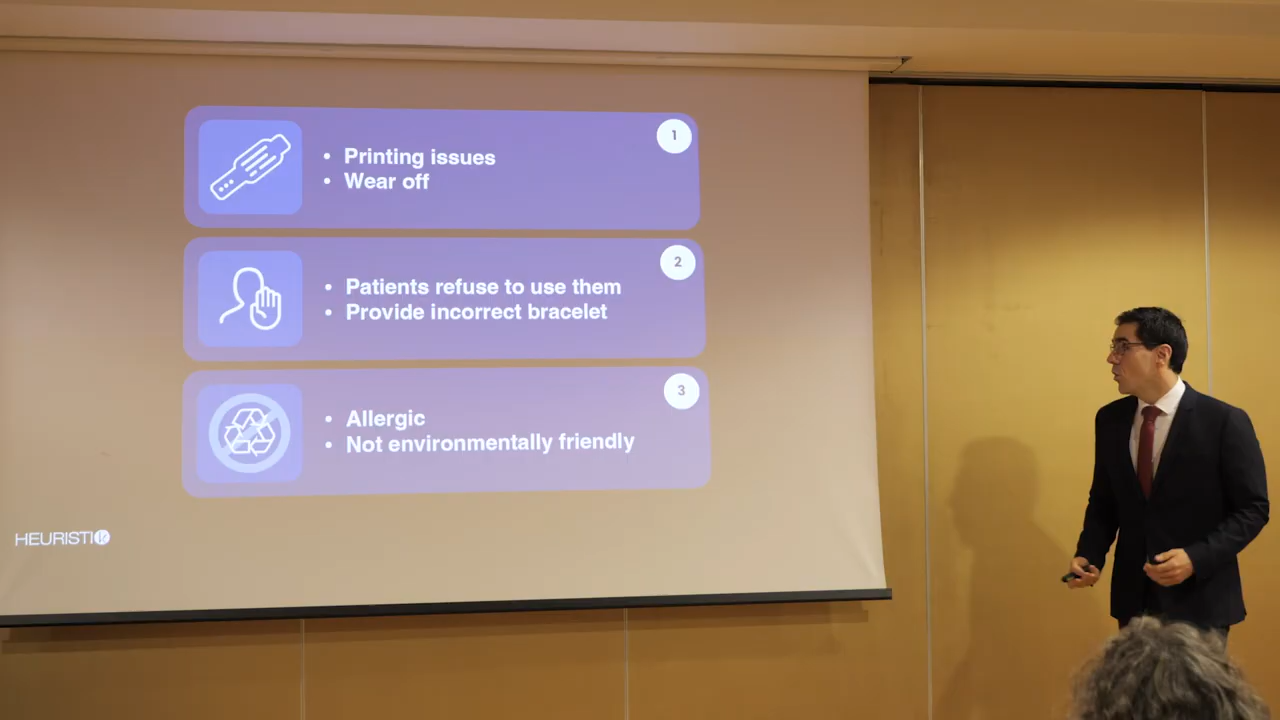 1
• Printing issues
• Wear off
2
• Patients refuse to use them
• Provide incorrect bracelet
3
• Allergic
• Not environmentally friendly
HEURISTIK